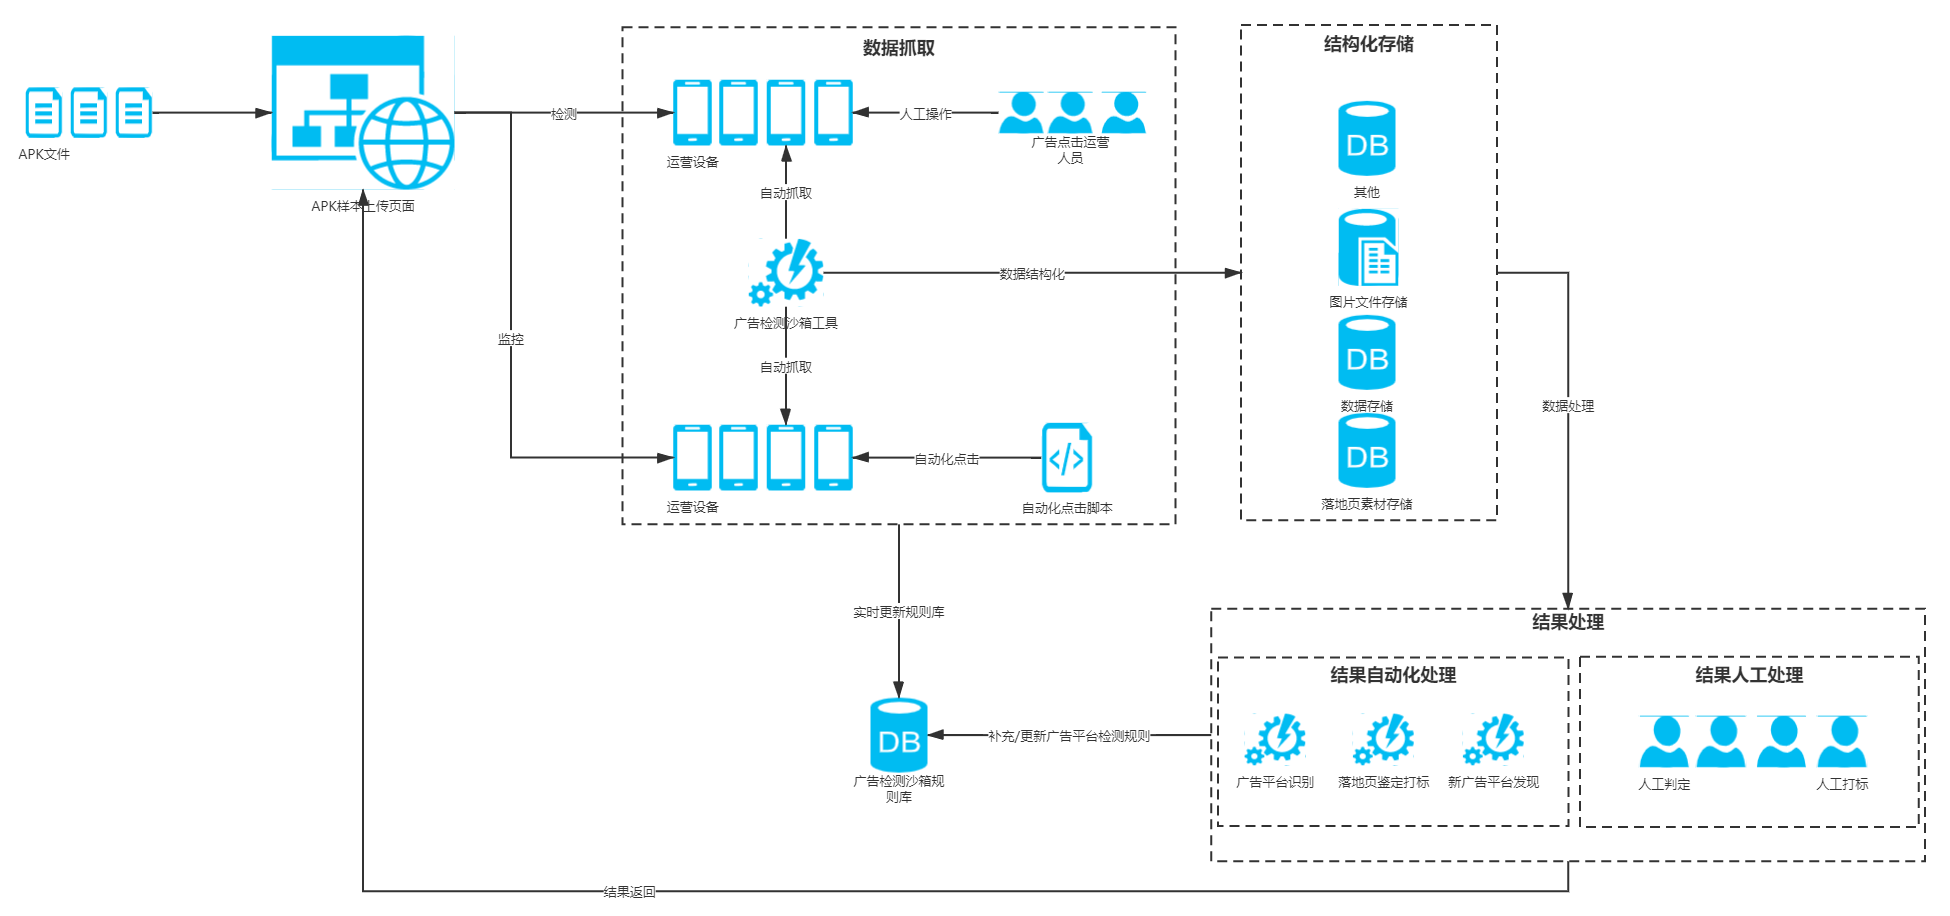 APK文件
APK样本上传页面
检测
监控
数据抓取
运营设备
人工操作
广告点击运营
人员
自动抓取
广告检测沙箱工具
数据结构化
自动抓取
运营设备
自动化点击
自动化点击脚本
结构化存储
DB
其他
图片文件存储
DB
数据存储
DB
落地页素材存储
数据处理
实时更新规则库
DB
广告检测沙箱规
则库
补充/更新广告平台检测规则
结果处理
结果自动化处理
广告平台识别
落地页鉴定打标
新广告平台发现
结果人工处理
人工判定
人工打标
结果返回